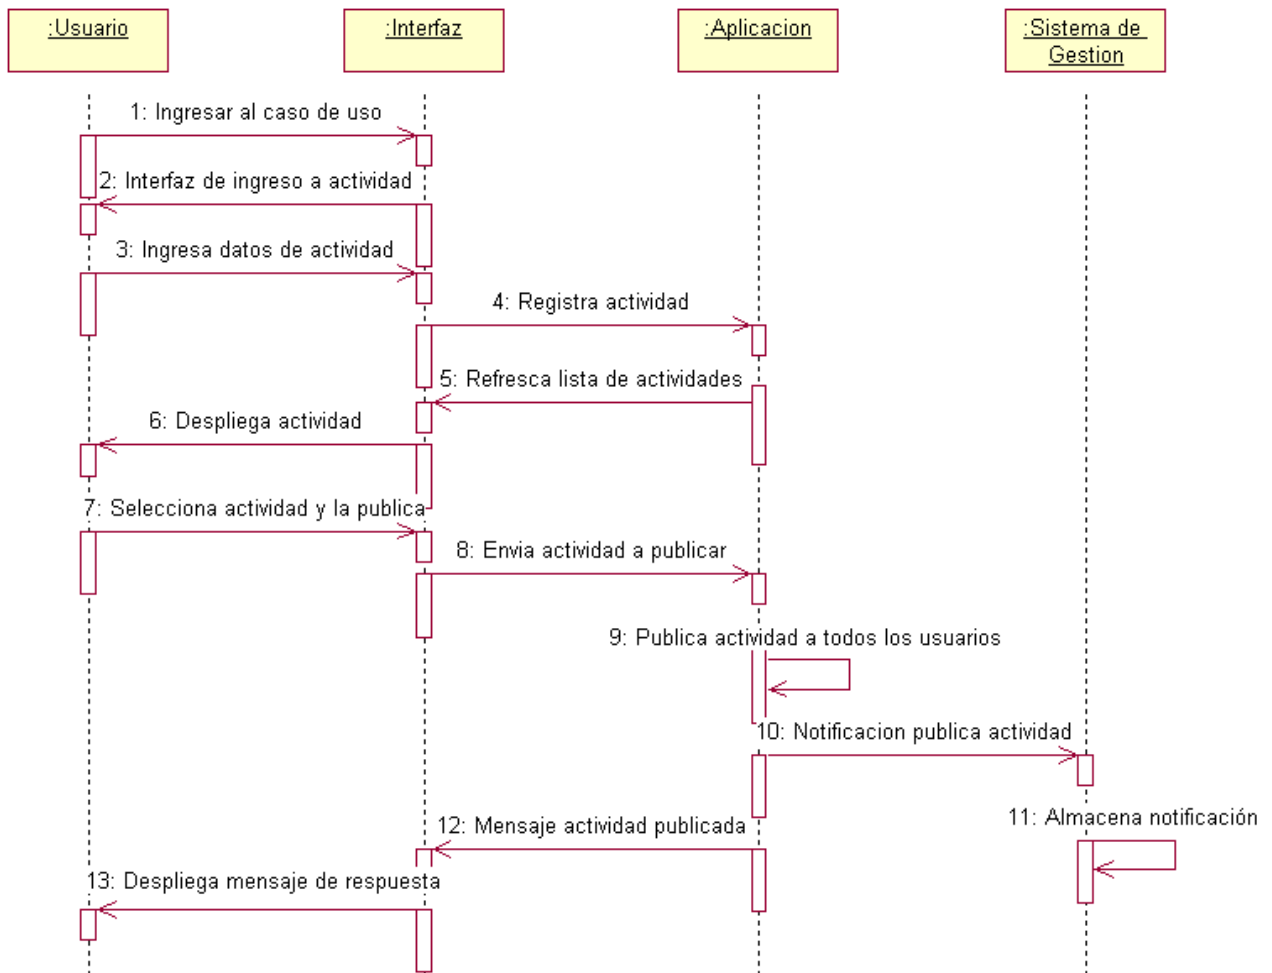 :Usuario
:Interfaz
:Aplicacion
:Sistema de
Gestion
1: Ingresar al caso de uso
2: Interfaz de ingreso a actividad
3: Ingresa datos de actividad
4: Registra actividad
5: Refresca lista de actividades
6: Despliega actividad
7: Selecciona actividad y la publica
8: Envia actividad a publicar
9: Publica actividad a todos los usuarios
10: Notificacion publica actividad
11: Almacena notificación
12: Mensaje actividad publicada
13: Despliega mensaje de respuesta